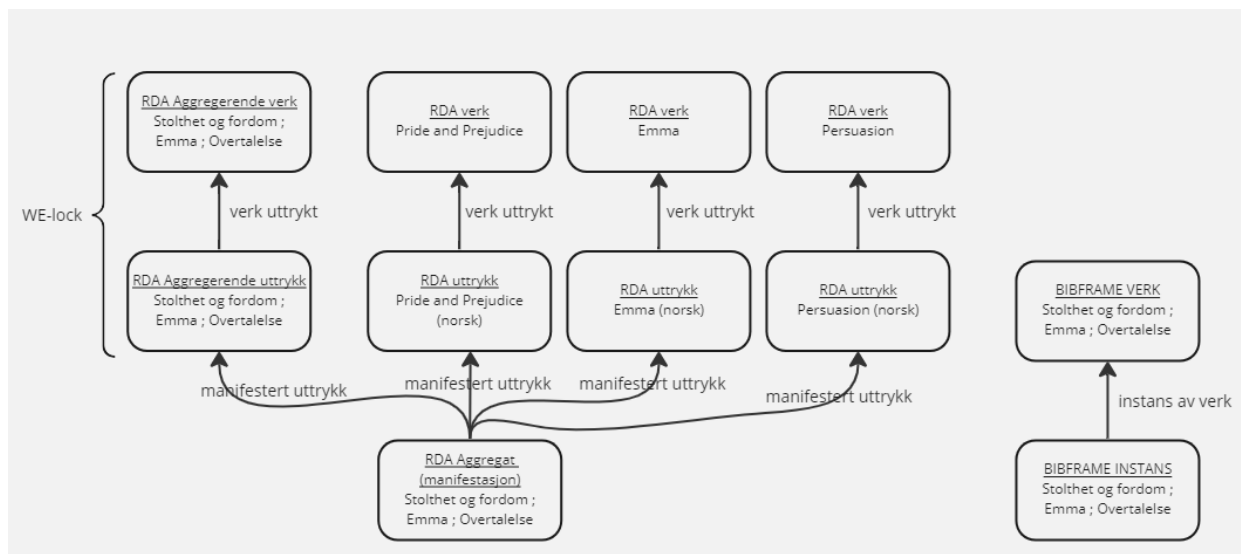 RDA Aggregerende verk
Stolthet og fordom ;
Emma ; Overtalelse
RDA verk
Pride and Prejudice
RDA verk
Emma
RDA verk
Persuasion
WE-lock
verk uttrykt
verk uttrykt
verk uttrykt
verk uttrykt
RDA Aggregerende uttrykk
Stolthet og fordom ;
Emma ; Overtalelse
RDA uttrykk
Pride and Prejudice
(norsk)
RDA uttrykk
Emma (norsk)
RDA uttrykk
Persuasion (norsk)
BIBFRAME VERK
Stolthet og fordom ;
Emma ; Overtalelse
manifestert uttrykk
manifestert uttrykk
manifestert uttrykk
manifestert uttrykk
instans av verk
RDA Aggregat
(manifestasjon)
Stolthet og fordom ;
Emma ; Overtalelse
BIBFRAME INSTANS
Stolthet og fordom ;
Emma ; Overtalelse